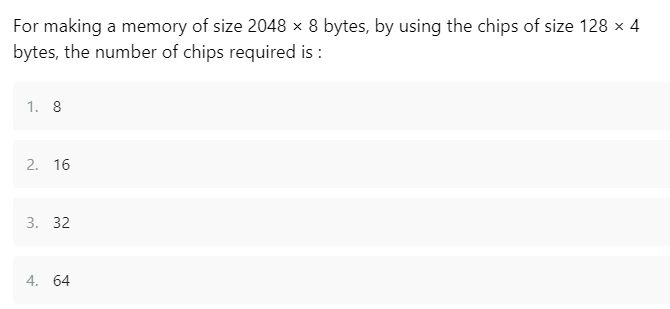 For making a memory of size 2048 × 8 bytes, by using the chips of size 128 × 4
bytes, the number of chips required is :
1. 8
2. 16
3. 32
4. 64